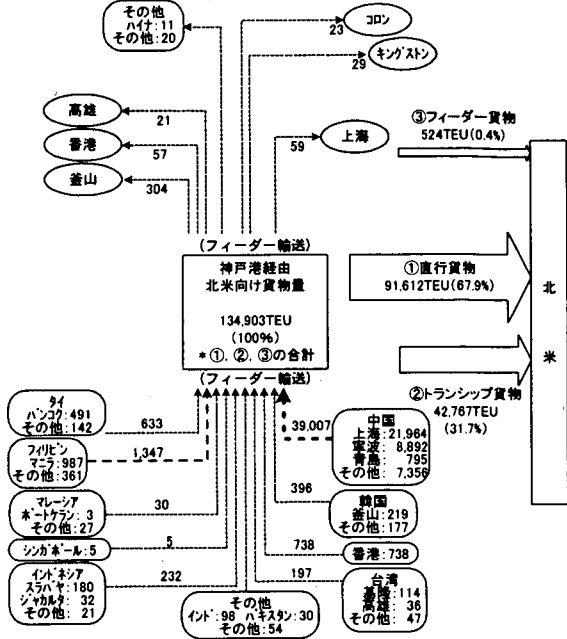 その他
ハイナ:11
その他:20
コロン
23
キングストン
29
高雄
21
香港
57
釜山
304
上海
59
③フィーダー貨物
524TEU(0.4%)
(フィーダー輸送)
神戸港経由
北米向け貨物量
134,903TEU
(100%)
*①、②、③の合計
(フィーダー輸送)
①直行貨物
91,612TEU(67.9%)
②トランシップ貨物
42,767TEU
(31.7%)
北
米
タイ
バンコク:491
その他:142
633
フィリピン
マニラ:987
その他:361
1,347
マレーシア
ポートケラン: 3
その他:27
30
シンガポール:5
5
インドネシア
スラバヤ:180
ジャカルタ: 32
その他: 21
232
その他
インド:98 パキスタン:30
その他:54
39,007
中国
上海:21,964
寧波: 8,892
青島: 795
その他: 7,356
396
韓国
釜山:219
その他:177
738
香港:738
197
台湾
基隆:114
高雄: 36
その他: 47